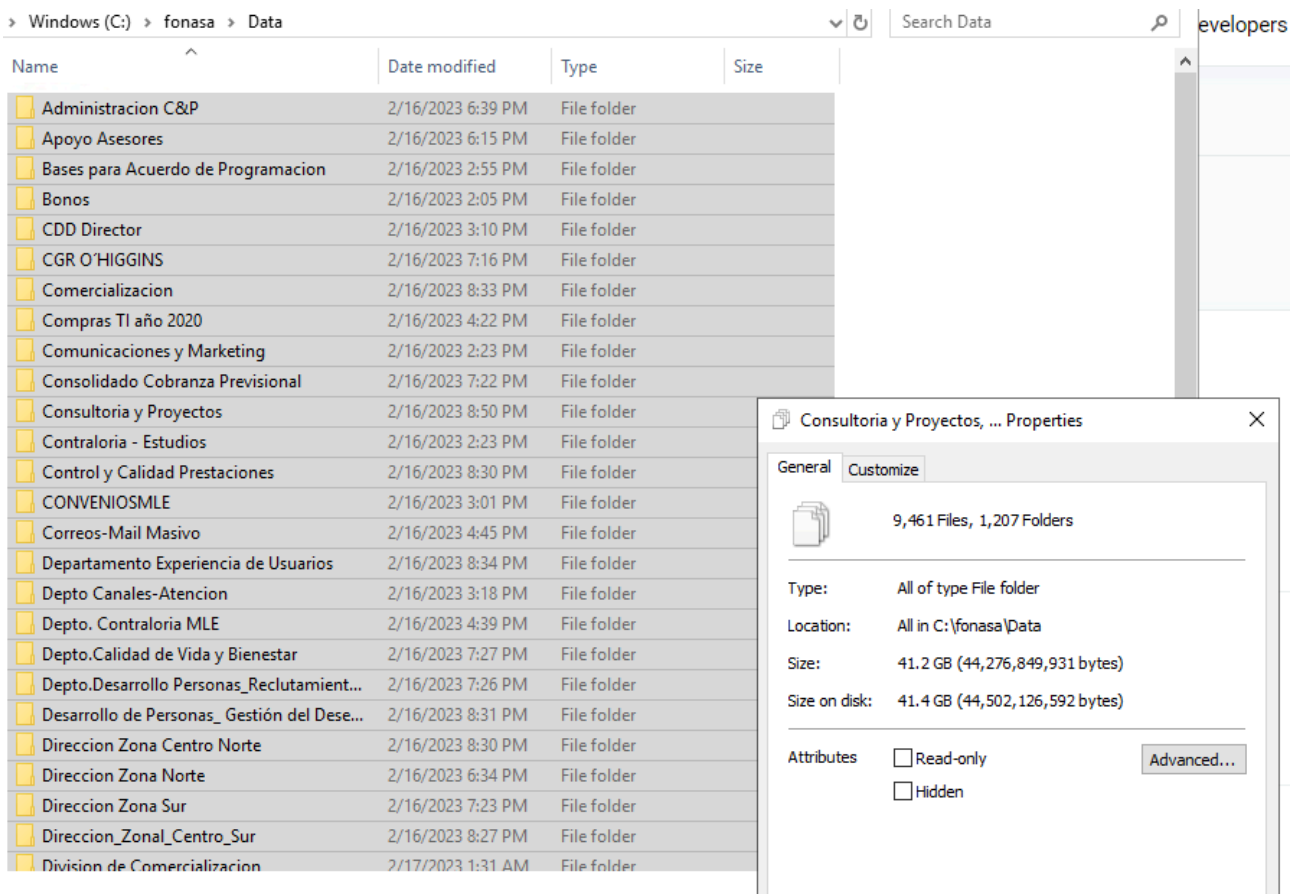 › Windows (C:) › fonasa › Data
Search Data
evelopers
Name Date modified Type Size
Administracion C&P 2/16/2023 6:39 PM File folder
Apoyo Asesores 2/16/2023 6:15 PM File folder
Bases para Acuerdo de Programacion 2/16/2023 2:55 PM File folder
Bonos 2/16/2023 2:05 PM File folder
CDD Director 2/16/2023 3:10 PM File folder
CGR O´HIGGINS 2/16/2023 7:16 PM File folder
Comercializacion 2/16/2023 8:33 PM File folder
Compras TI año 2020 2/16/2023 4:22 PM File folder
Comunicaciones y Marketing 2/16/2023 2:23 PM File folder
Consolidado Cobranza Previsional 2/16/2023 7:22 PM File folder
Consultoria y Proyectos 2/16/2023 8:50 PM File folder
Contraloria - Estudios 2/16/2023 2:23 PM File folder
Control y Calidad Prestaciones 2/16/2023 8:30 PM File folder
CONVENIOSMLE 2/16/2023 3:01 PM File folder
Correos-Mail Masivo 2/16/2023 4:45 PM File folder
Departamento Experiencia de Usuarios 2/16/2023 8:34 PM File folder
Depto Canales-Atencion 2/16/2023 3:18 PM File folder
Depto. Contraloria MLE 2/16/2023 4:39 PM File folder
Depto.Calidad de Vida y Bienestar 2/16/2023 7:27 PM File folder
Depto.Desarrollo Personas_Reclutamient... 2/16/2023 7:26 PM File folder
Desarrollo de Personas_ Gestión del Dese... 2/16/2023 8:31 PM File folder
Direccion Zona Centro Norte 2/16/2023 8:30 PM File folder
Direccion Zona Norte 2/16/2023 6:34 PM File folder
Direccion Zona Sur 2/16/2023 7:23 PM File folder
Direccion_Zonal_Centro_Sur 2/16/2023 8:27 PM File folder
Division de Comercializacion 2/17/2023 1:31 AM File folder
Consultoria y Proyectos, ... Properties
General Customize
9,461 Files, 1,207 Folders
Type: All of type File folder
Location: All in C:\fonasa\Data
Size: 41.2 GB (44,276,849,931 bytes)
Size on disk: 41.4 GB (44,502,126,592 bytes)
Attributes Read-only Advanced...
Hidden